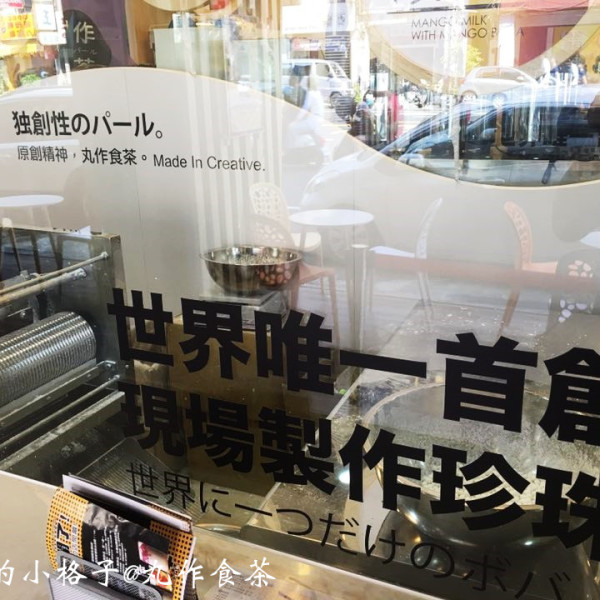 作
MANGO MILK
独創性のパール。
原創精神,丸作食茶。Made In Creative.
世界唯一首創
現場製作珍珠
世界に一つだけのボバ
的小格子@丸作食茶